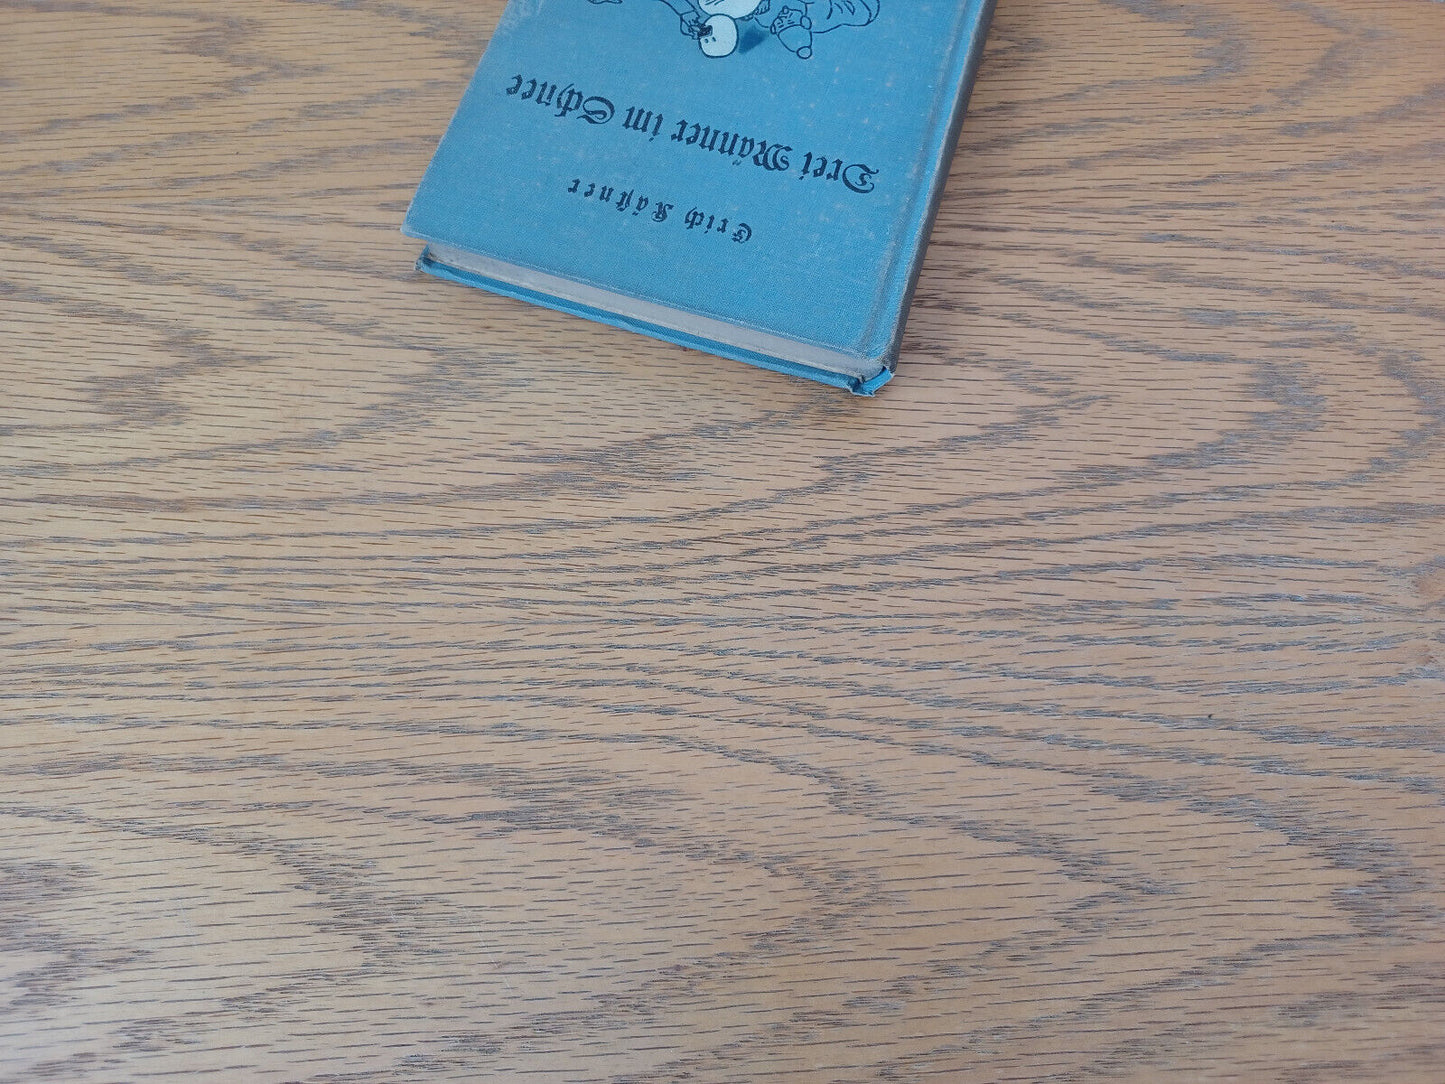 Erich Kästner
Drei Männer im Schnee